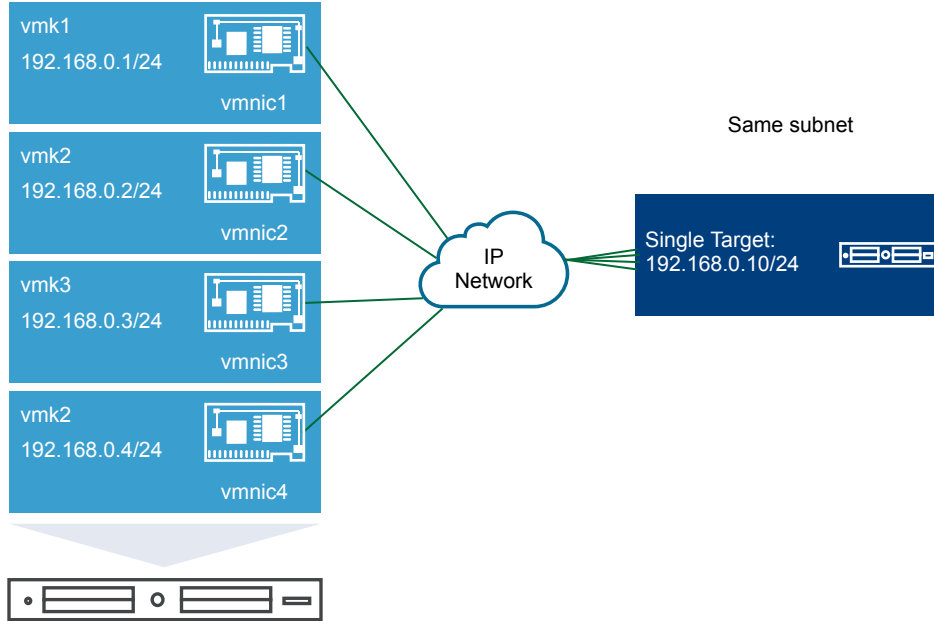 vmk1
192.168.0.1/24
vmnic1
vmk2
192.168.0.2/24
vmnic2
vmk3
192.168.0.3/24
vmnic3
vmk2
192.168.0.4/24
vmnic4
IP
Network
Same subnet
Single Target:
192.168.0.10/24